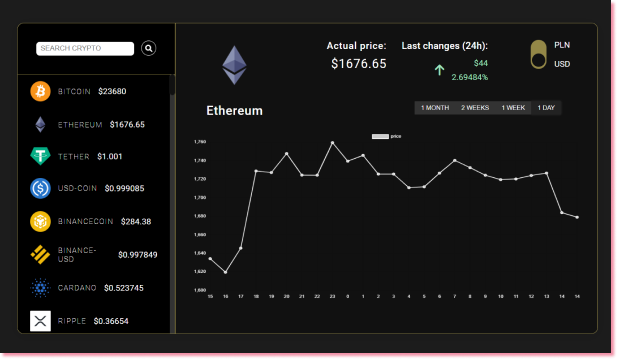 SEARCH CRYPTO
BITCOIN $23680
ETHEREUM $1676.65
TETHER $1.001
USD-COIN $0.999085
BINANCECOIN $284.38
BINANCE-
USD $0.997849
CARDANO $0.523745
RIPPLE $0.36654
Actual price:
$1676.65
Last changes (24h):
$44
2.69484%
PLN
USD
Ethereum
1 MONTH 2 WEEKS 1 WEEK 1 DAY
price
1,760
1,740
1,720
1,700
1,680
1,660
1,640
1,620
1,600
15 16 17 18 19 20 21 22 23 0 1 2 3 4 5 6 7 8 9 10 11 12 13 14 14